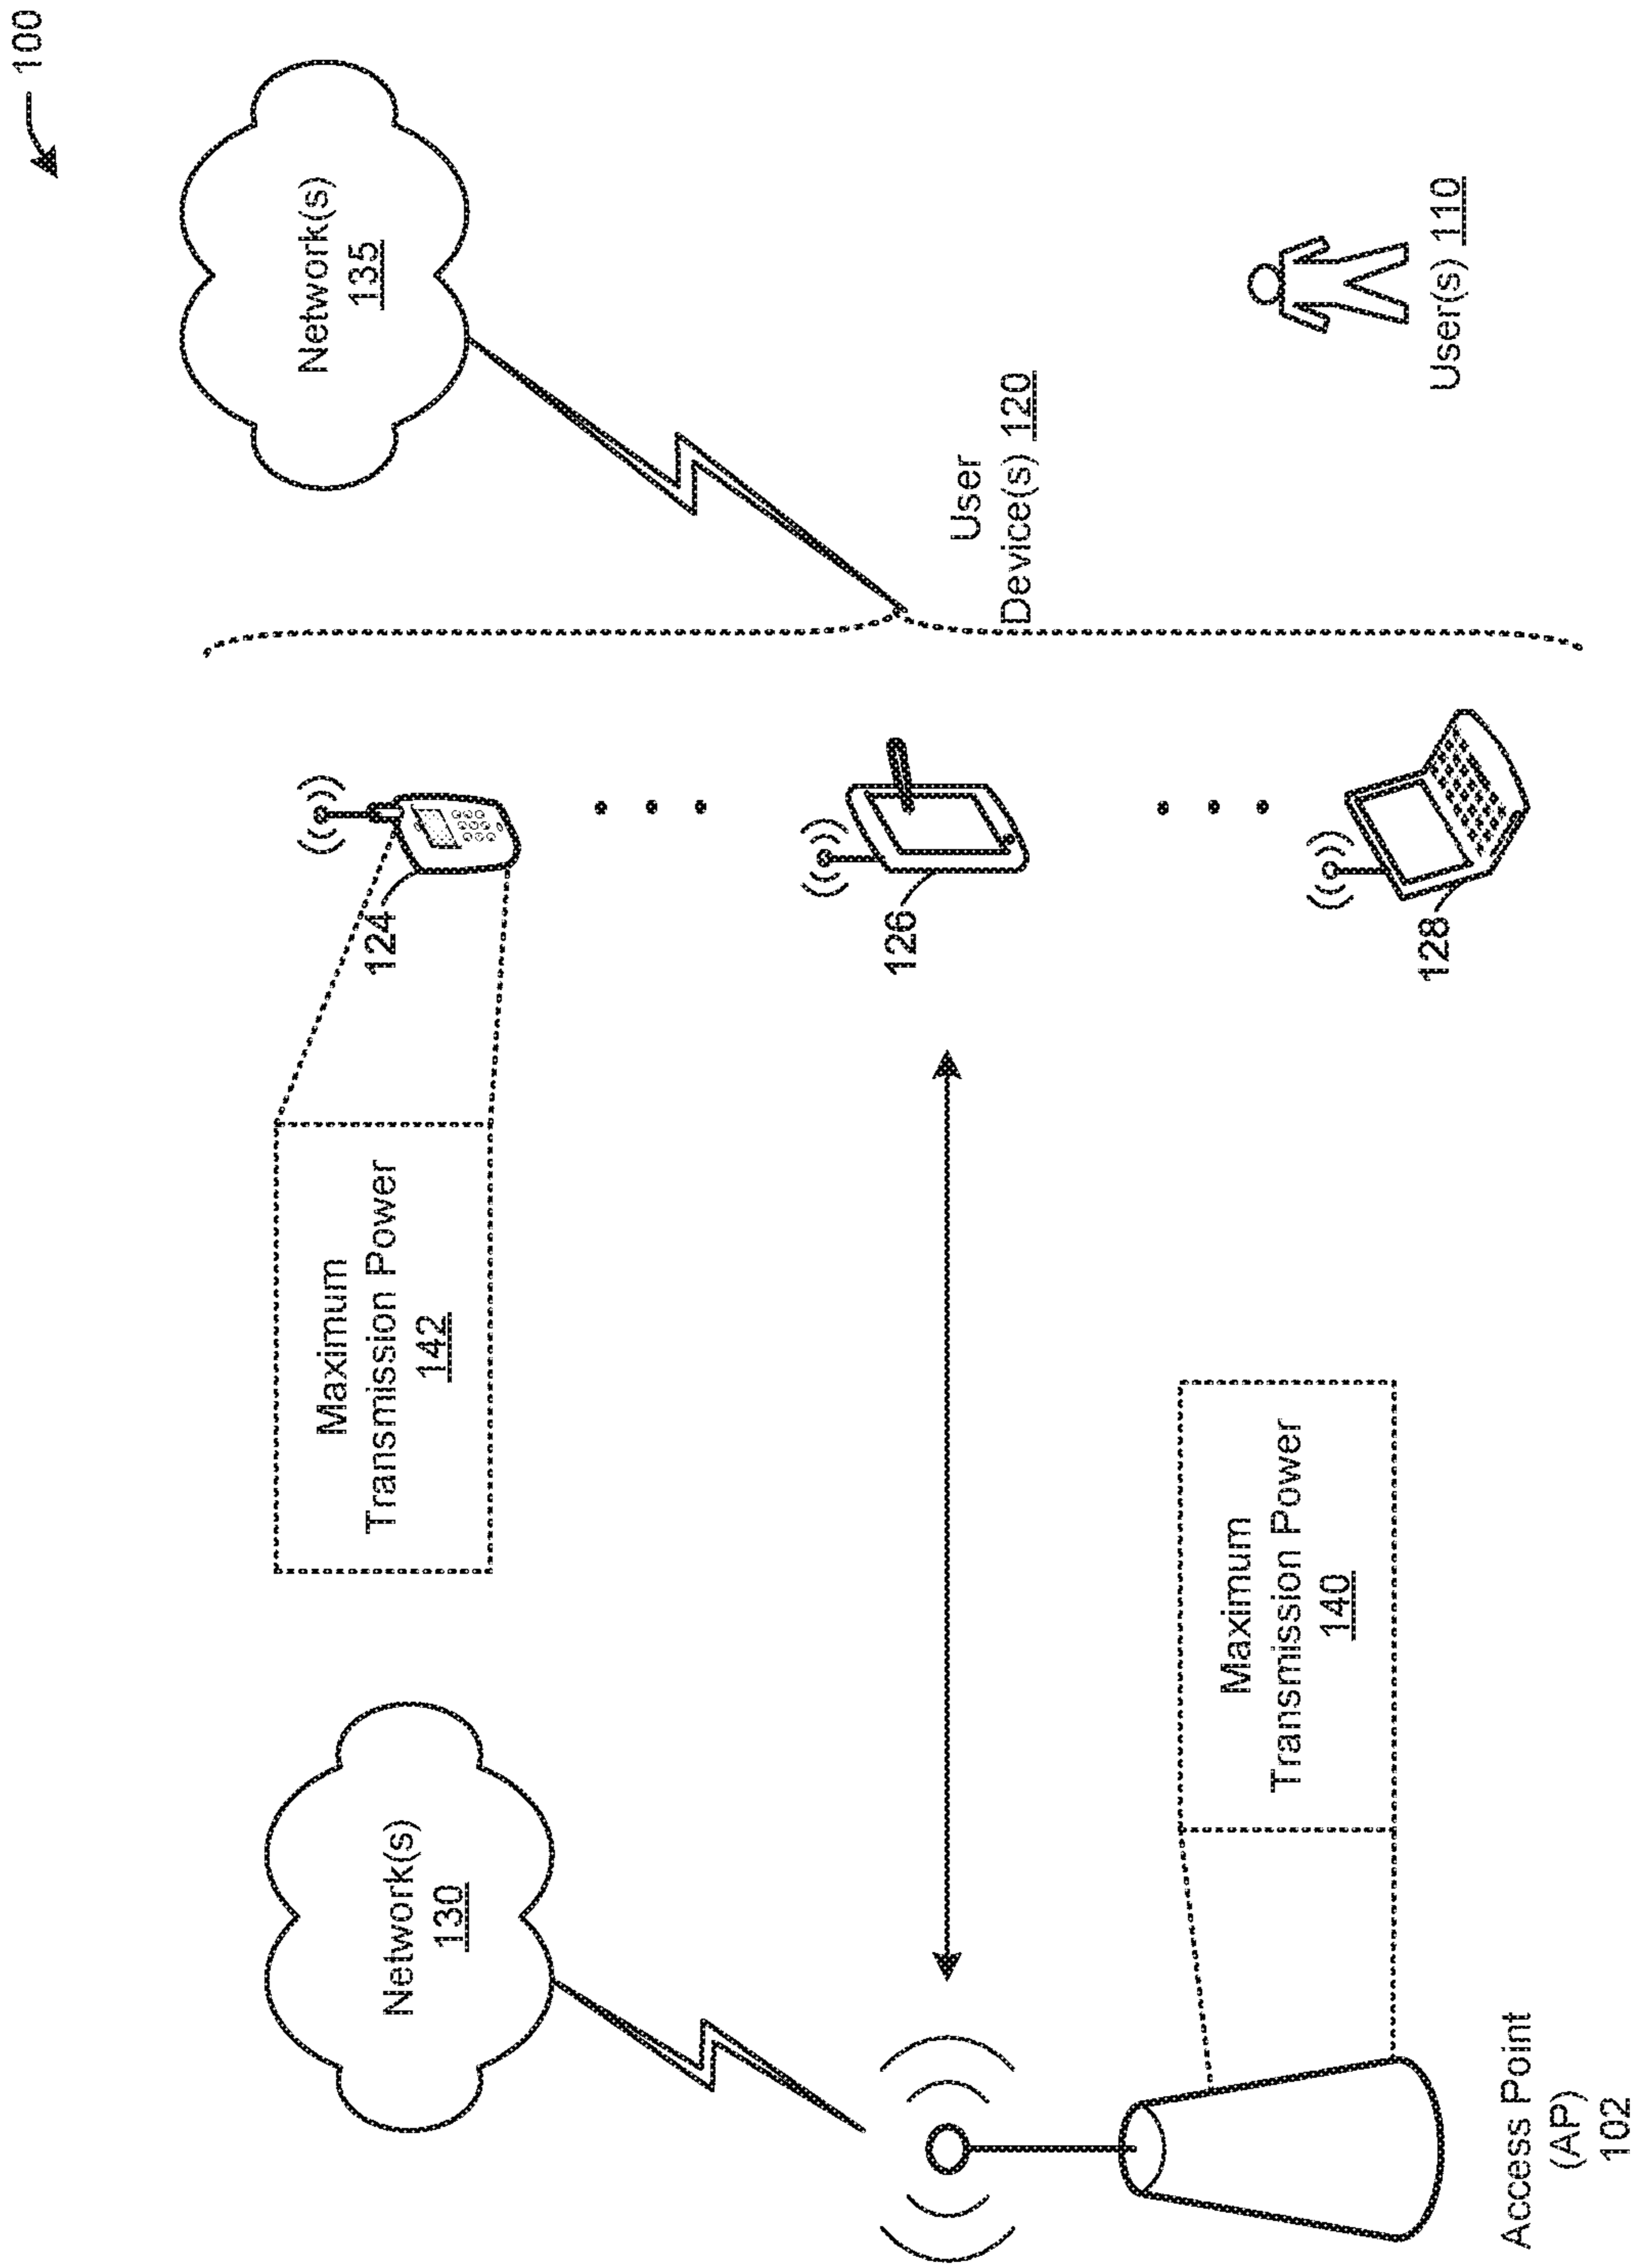 100
Network(s)
130
Maximum
Transmission Power
142
124
Network(s)
135
126
User
Device(s) 120
Maximum
Transmission Power
140
128
User(s) 110
Access Point
(AP)
102